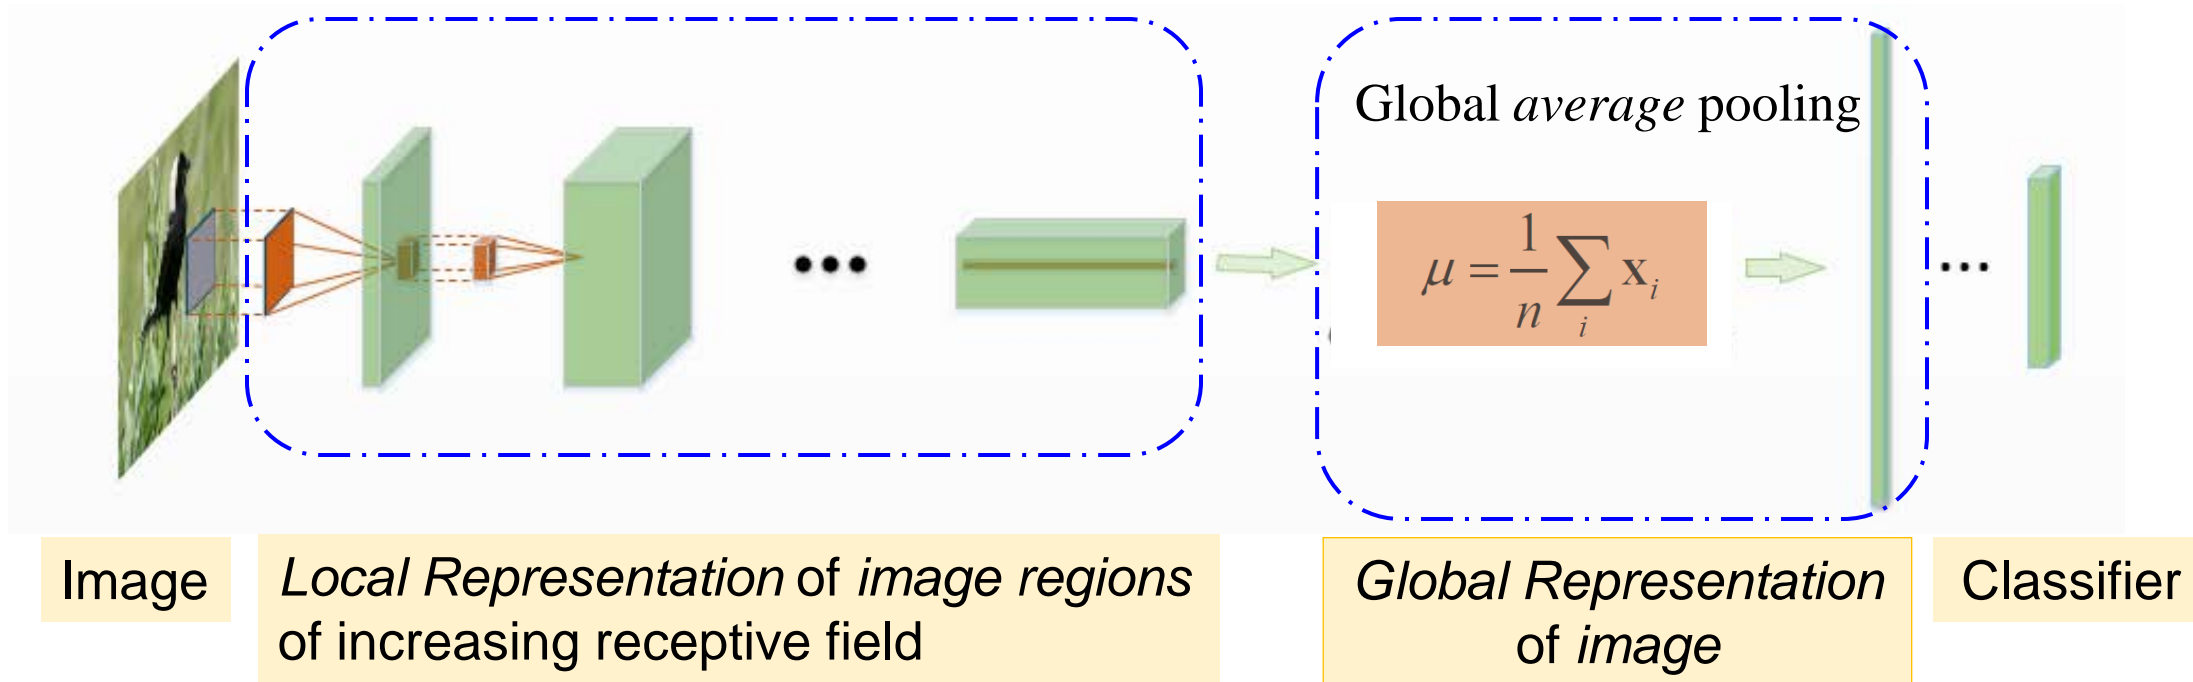 Global average pooling
μ = 1/n ∑_i x_i
Image
Local Representation of image regions
of increasing receptive field
Global Representation
of image
Classifier